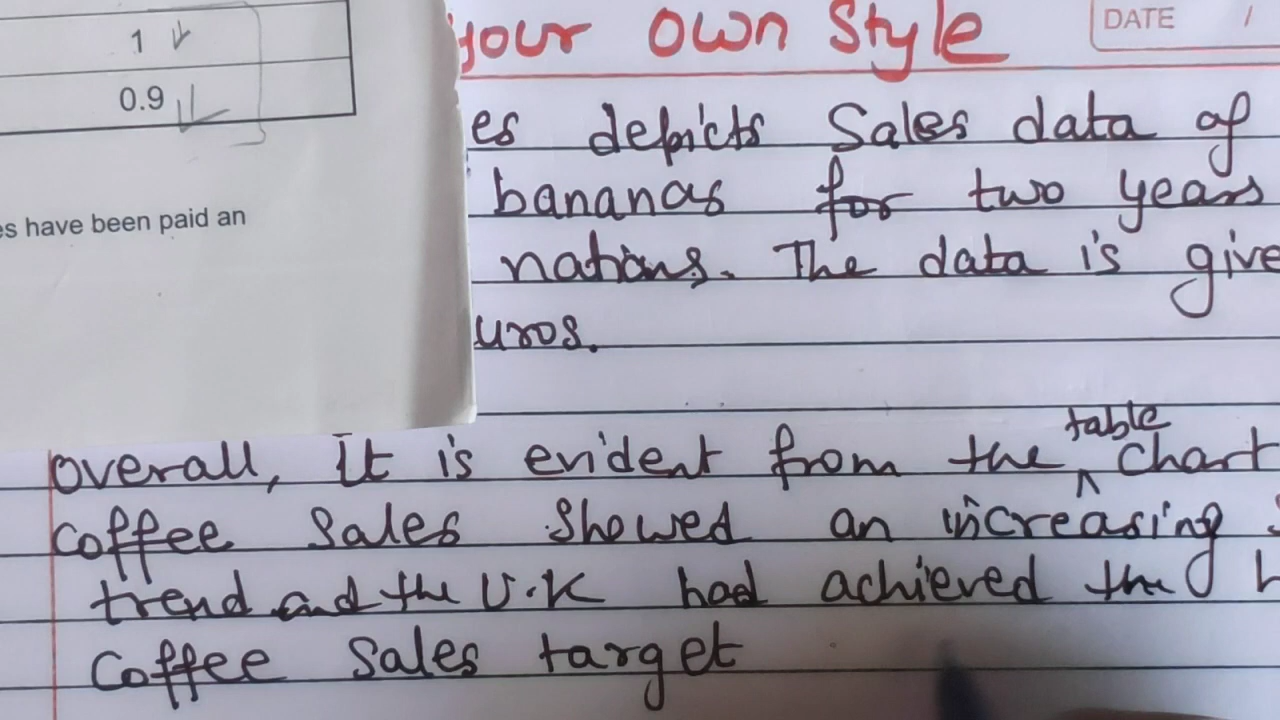 1
0.9
es have been paid an
your own Style
DATE /
es depicts Sales data of
bananas for two years
nations. The data is give
uros.
overall, It is evident from the table chart
coffee Sales Showed an increasing
trend and the U.K had achieved the h
Coffee Sales target